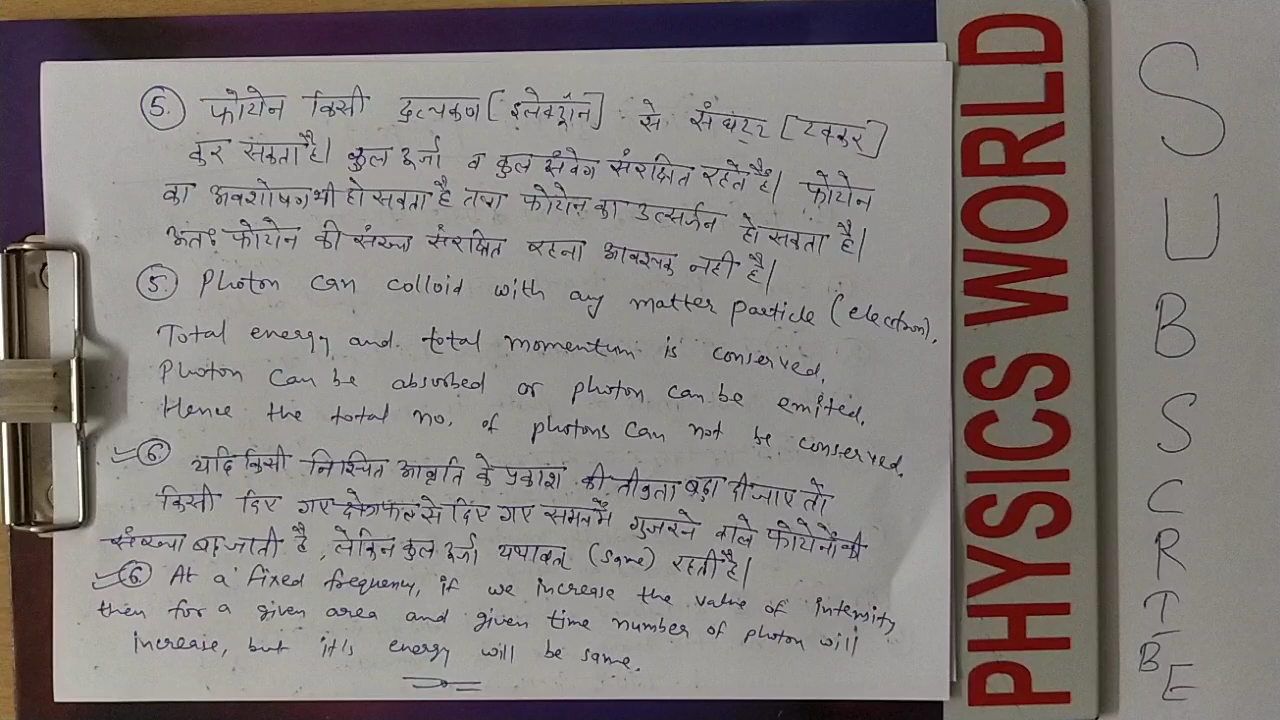 5. फोटोन किसी द्रव्यकण [इलेक्ट्रॉन] से संघट्ट [टक्कर]
कर सकता है। कुल ऊर्जा व कुल संवेग संरक्षित रहते है। फोटोन
का अवशोषण भी हो सकता है तथा फोटोन का उत्सर्जन हो सकता है।
अतः फोटोन की संख्या संरक्षित रहना आवश्यक नही है।
5. Photon can colloid with any matter particle (electron).
Total energy and total momentum is conserved.
Photon can be absorbed or photon can be emited.
Hence the total no. of photons can not be conserved.
6 यदि किसी निश्चित आवृति के प्रकाश की तीव्रता बढ़ा दी जाए तो
किसी दिए गए क्षेत्रफल से दिए गए समय में गुजरने वाले फोटोनों की
संख्या बढ़ जाती है, लेकिन कुल ऊर्जा यथावत (same) रहती है।
6 At a fixed frequency, if we increase the value of intensity
then for a given area and given time number of photon will
increase, but it's energy will be same.
PHYSICS WORLD
SUBSCRIBE